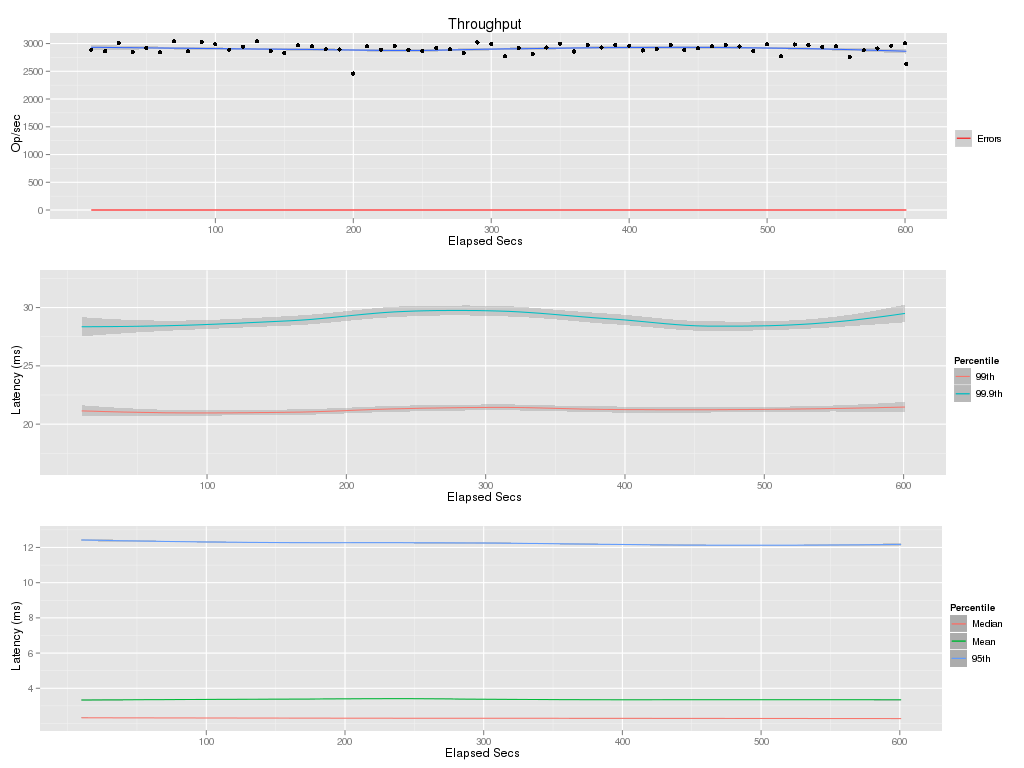 Throughput
3000
2500
2000
1500
1000
500
0
Op/sec
100 200 300 400 500 600
Elapsed Secs
Errors
30
25
20
Latency (ms)
100 200 300 400 500 600
Elapsed Secs
Percentile
99th
99.9th
12
10
8
6
4
Latency (ms)
100 200 300 400 500 600
Elapsed Secs
Percentile
Median
Mean
95th